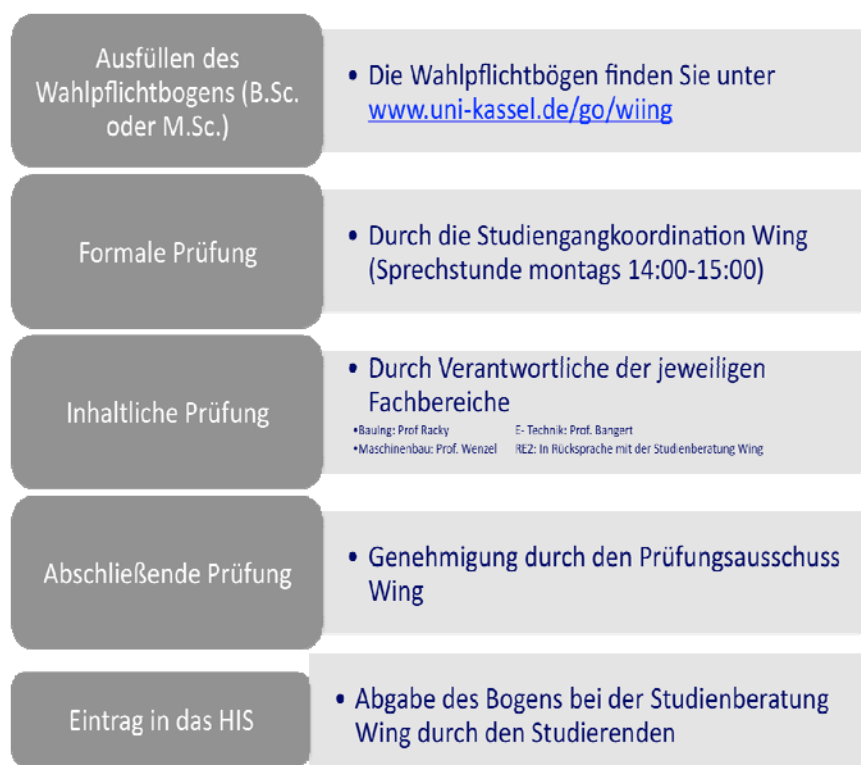 Ausfüllen des
Wahlpflichtbogens (B.Sc.
oder M.Sc.)
• Die Wahlpflichtbögen finden Sie unter
www.uni-kassel.de/go/wiing
Formale Prüfung
• Durch die Studiengangkoordination Wing
(Sprechstunde montags 14:00-15:00)
Inhaltliche Prüfung
• Durch Verantwortliche der jeweiligen
Fachbereiche
•BauIng: Prof Racky E- Technik: Prof. Bangert
•Maschinenbau: Prof. Wenzel RE2: In Rücksprache mit der Studienberatung Wing
Abschließende Prüfung
• Genehmigung durch den Prüfungsausschuss
Wing
Eintrag in das HIS
• Abgabe des Bogens bei der Studienberatung
Wing durch den Studierenden